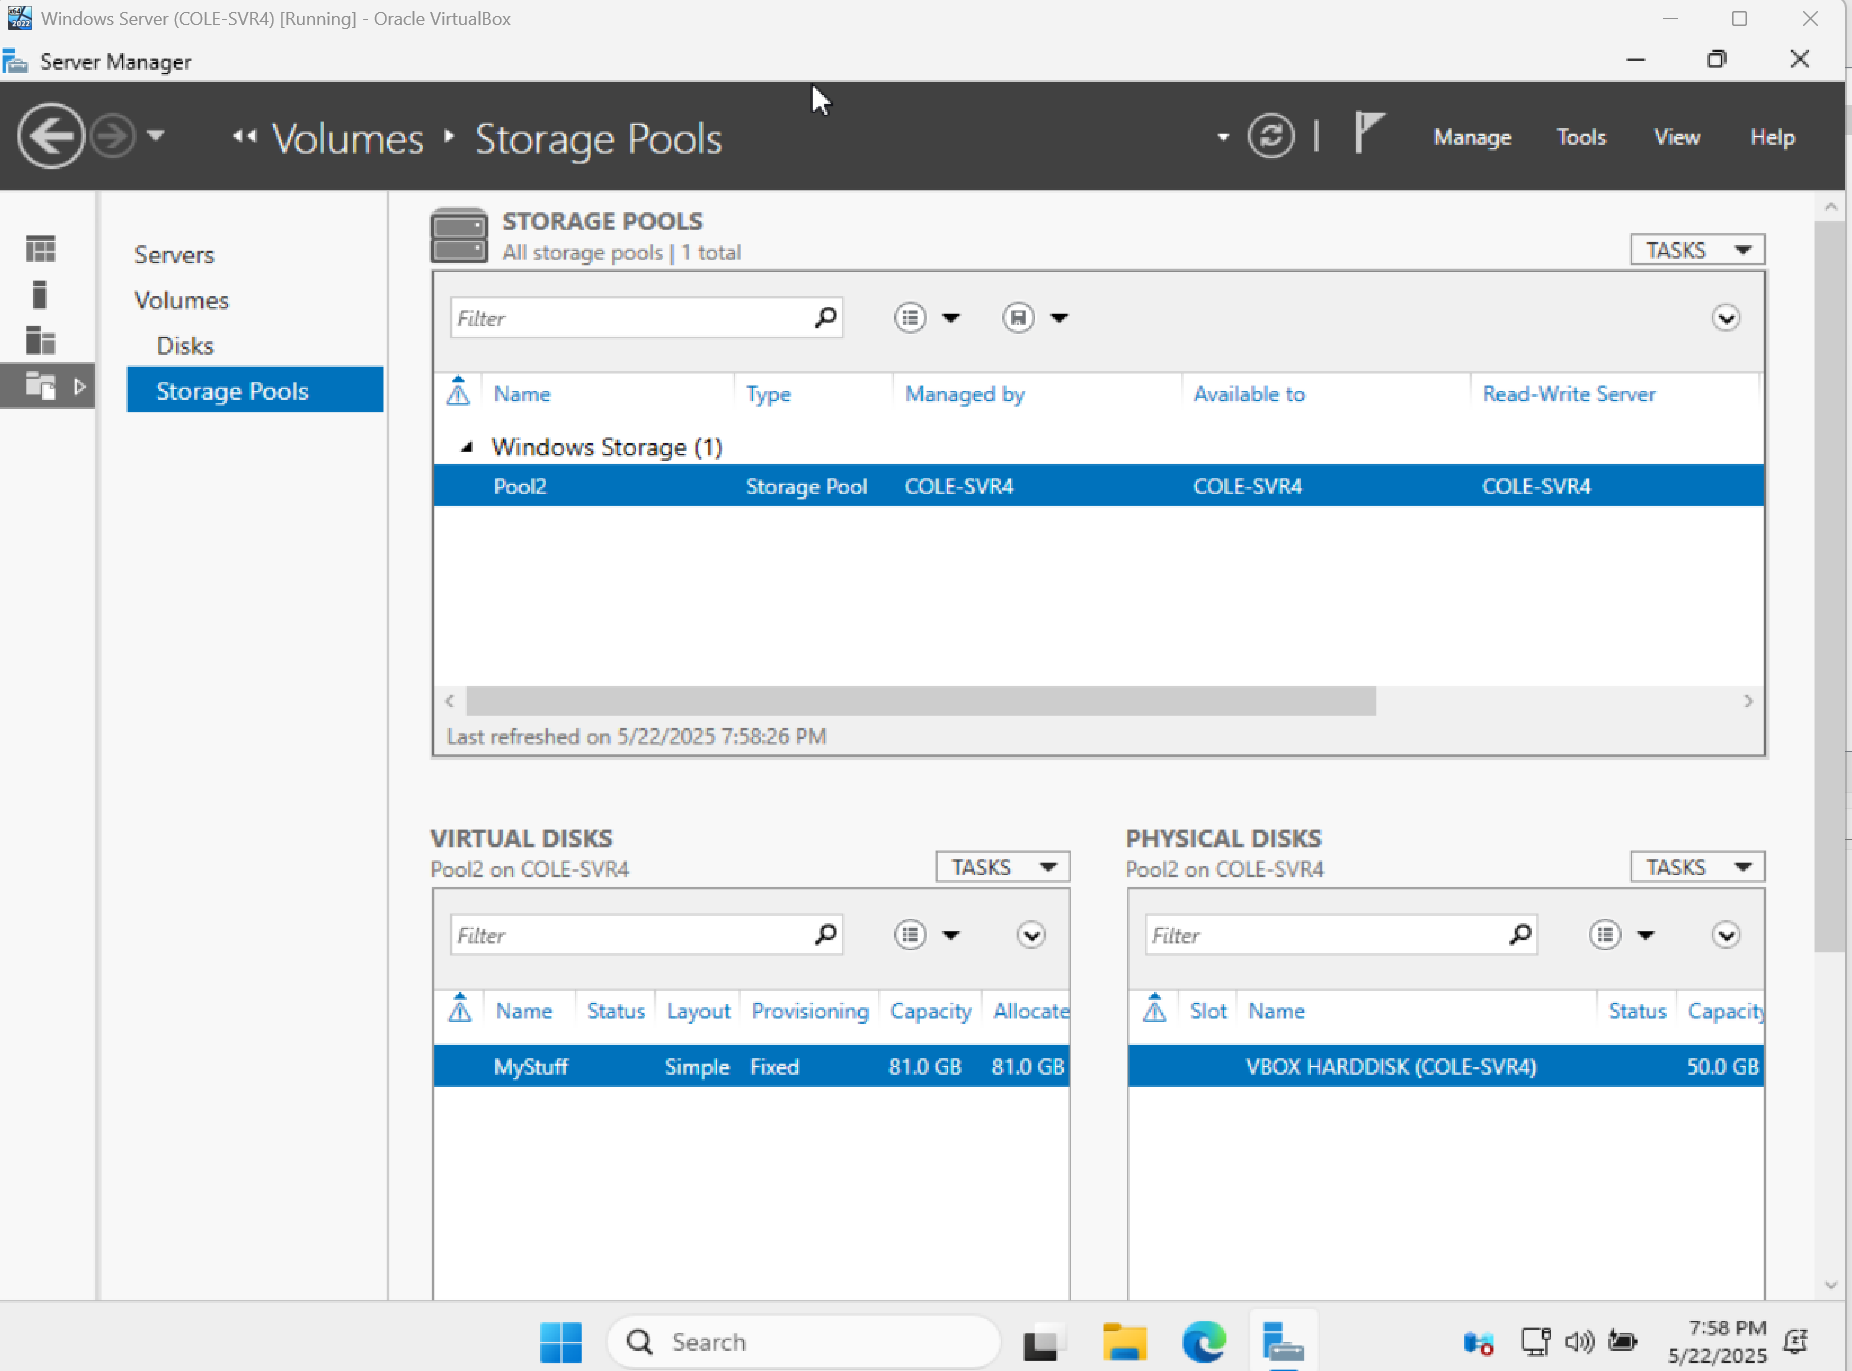 Windows Server (COLE-SVR4) [Running] - Oracle VirtualBox
Server Manager
Volumes Storage Pools
Manage Tools View Help
Servers
Volumes
Disks
Storage Pools
STORAGE POOLS
All storage pools | 1 total
TASKS
Filter
Name Type Managed by Available to Read-Write Server
Windows Storage (1)
Pool2 Storage Pool COLE-SVR4 COLE-SVR4 COLE-SVR4
Last refreshed on 5/22/2025 7:58:26 PM
VIRTUAL DISKS
Pool2 on COLE-SVR4
TASKS
Filter
Name Status Layout Provisioning Capacity Allocate
MyStuff Simple Fixed 81.0 GB 81.0 GB
PHYSICAL DISKS
Pool2 on COLE-SVR4
TASKS
Filter
Slot Name Status Capacity
VBOX HARDDISK (COLE-SVR4) 50.0 GB
Search
7:58 PM
5/22/2025